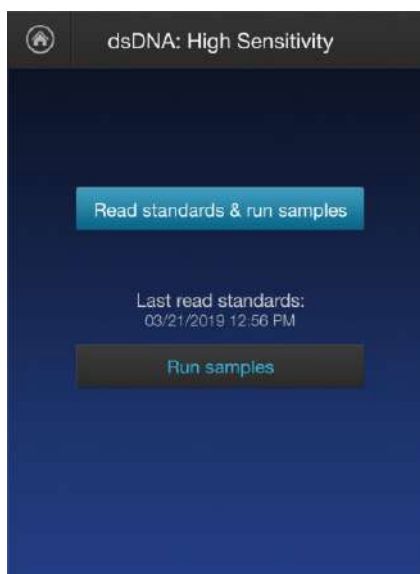 dsDNA: High Sensitivity
Read standards & run samples
Last read standards:
03/21/2019 12:56 PM
Run samples